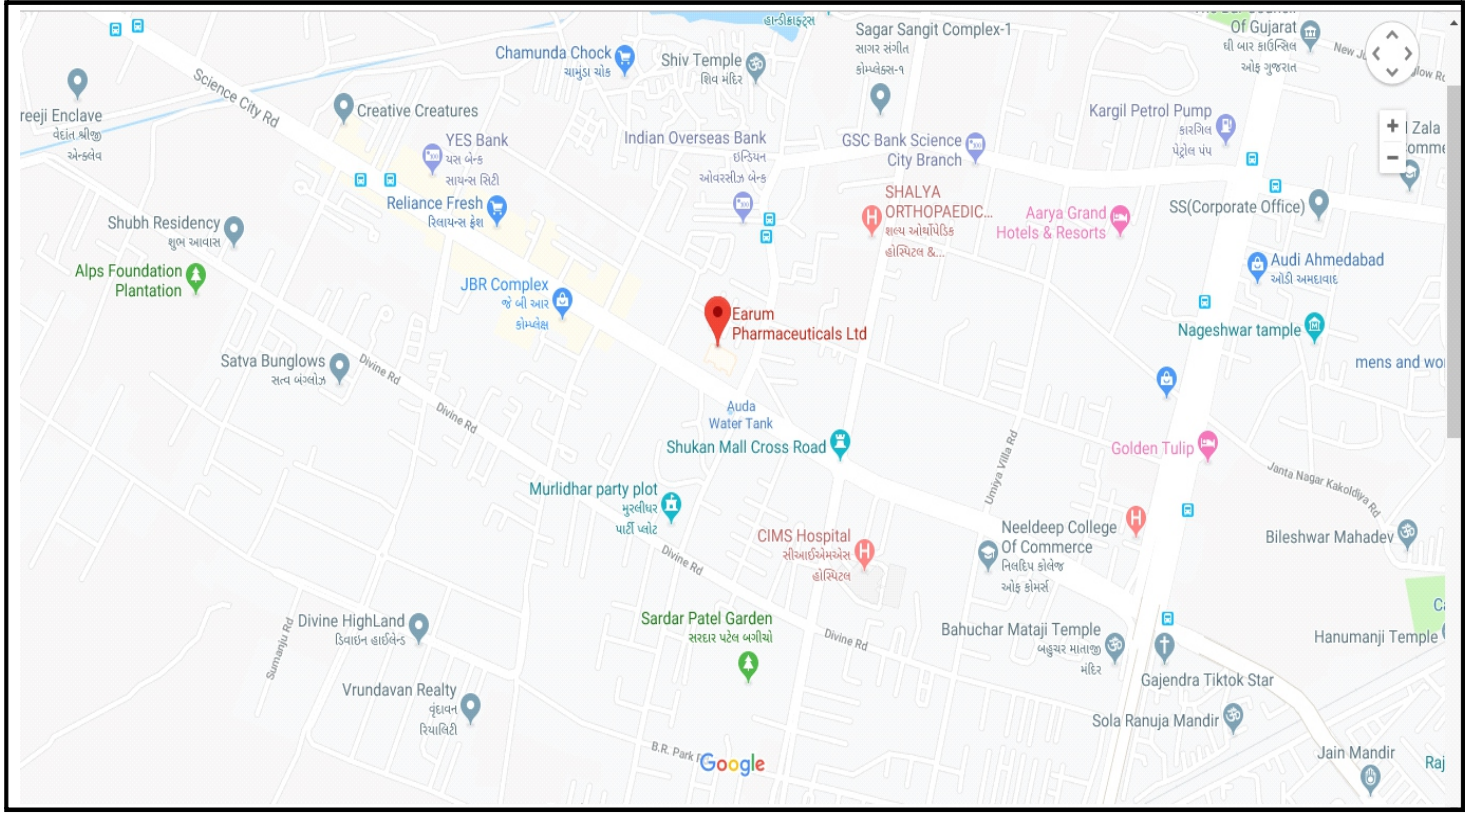 હાન્ડીક્રાફ્ટ્સ
Sagar Sangit Complex-1
સાગર સંગીત
કોમ્પ્લેક્સ-૧
Of Gujarat
ધી બાર કાઉન્સિલ
ઓફ ગુજરાત
Chamunda Chock
ચામુંડા ચોક
Shiv Temple
શિવ મંદિર
Science City Rd
Creative Creatures
reeji Enclave
વેદાંત શ્રીજી
એન્ક્લેવ
YES Bank
યસ બેન્ક
સાયન્સ સિટી
Indian Overseas Bank
ઇન્ડિયન
ઓવરસીઝ બેન્ક
GSC Bank Science
City Branch
Kargil Petrol Pump
કારગિલ
પેટ્રોલ પંપ
Zala
Reliance Fresh
રિલાયન્સ ફ્રેશ
SHALYA
ORTHOPAEDIC...
શલ્ય ઓર્થોપેડિક
હોસ્પિટલ &...
Aarya Grand
Hotels & Resorts
SS(Corporate Office)
Shubh Residency
શુભ આવાસ
Alps Foundation
Plantation
JBR Complex
જે બી આર
કોમ્પ્લેક્ષ
Audi Ahmedabad
ઓડી અમદાવાદ
Earum
Pharmaceuticals Ltd
Nageshwar tample
Satva Bunglows
સત્વ બંગ્લોઝ
Divine Rd
mens and wo
Divine Rd
Auda
Water Tank
Shukan Mall Cross Road
Golden Tulip
Umiya Villa Rd
Janta Nagar Kakoldiya Rd
Murlidhar party plot
મુરલીધર
પાર્ટી પ્લોટ
CIMS Hospital
સીઆઈએમએસ
હોસ્પિટલ
Neeldeep College
Of Commerce
નિલદિપ કોલેજ
ઓફ કોમર્સ
Bileshwar Mahadev
Divine Rd
Sardar Patel Garden
સરદાર પટેલ બગીચો
Divine Rd
Divine HighLand
ડિવાઇન હાઈલેન્ડ
Sumanju Rd
Bahuchar Mataji Temple
બહુચર માતાજી
મંદિર
Hanumanji Temple
Gajendra Tiktok Star
Vrundavan Realty
વૃંદાવન
રિયાલિટી
Sola Ranuja Mandir
B.R. Park
Google
Jain Mandir
Raj